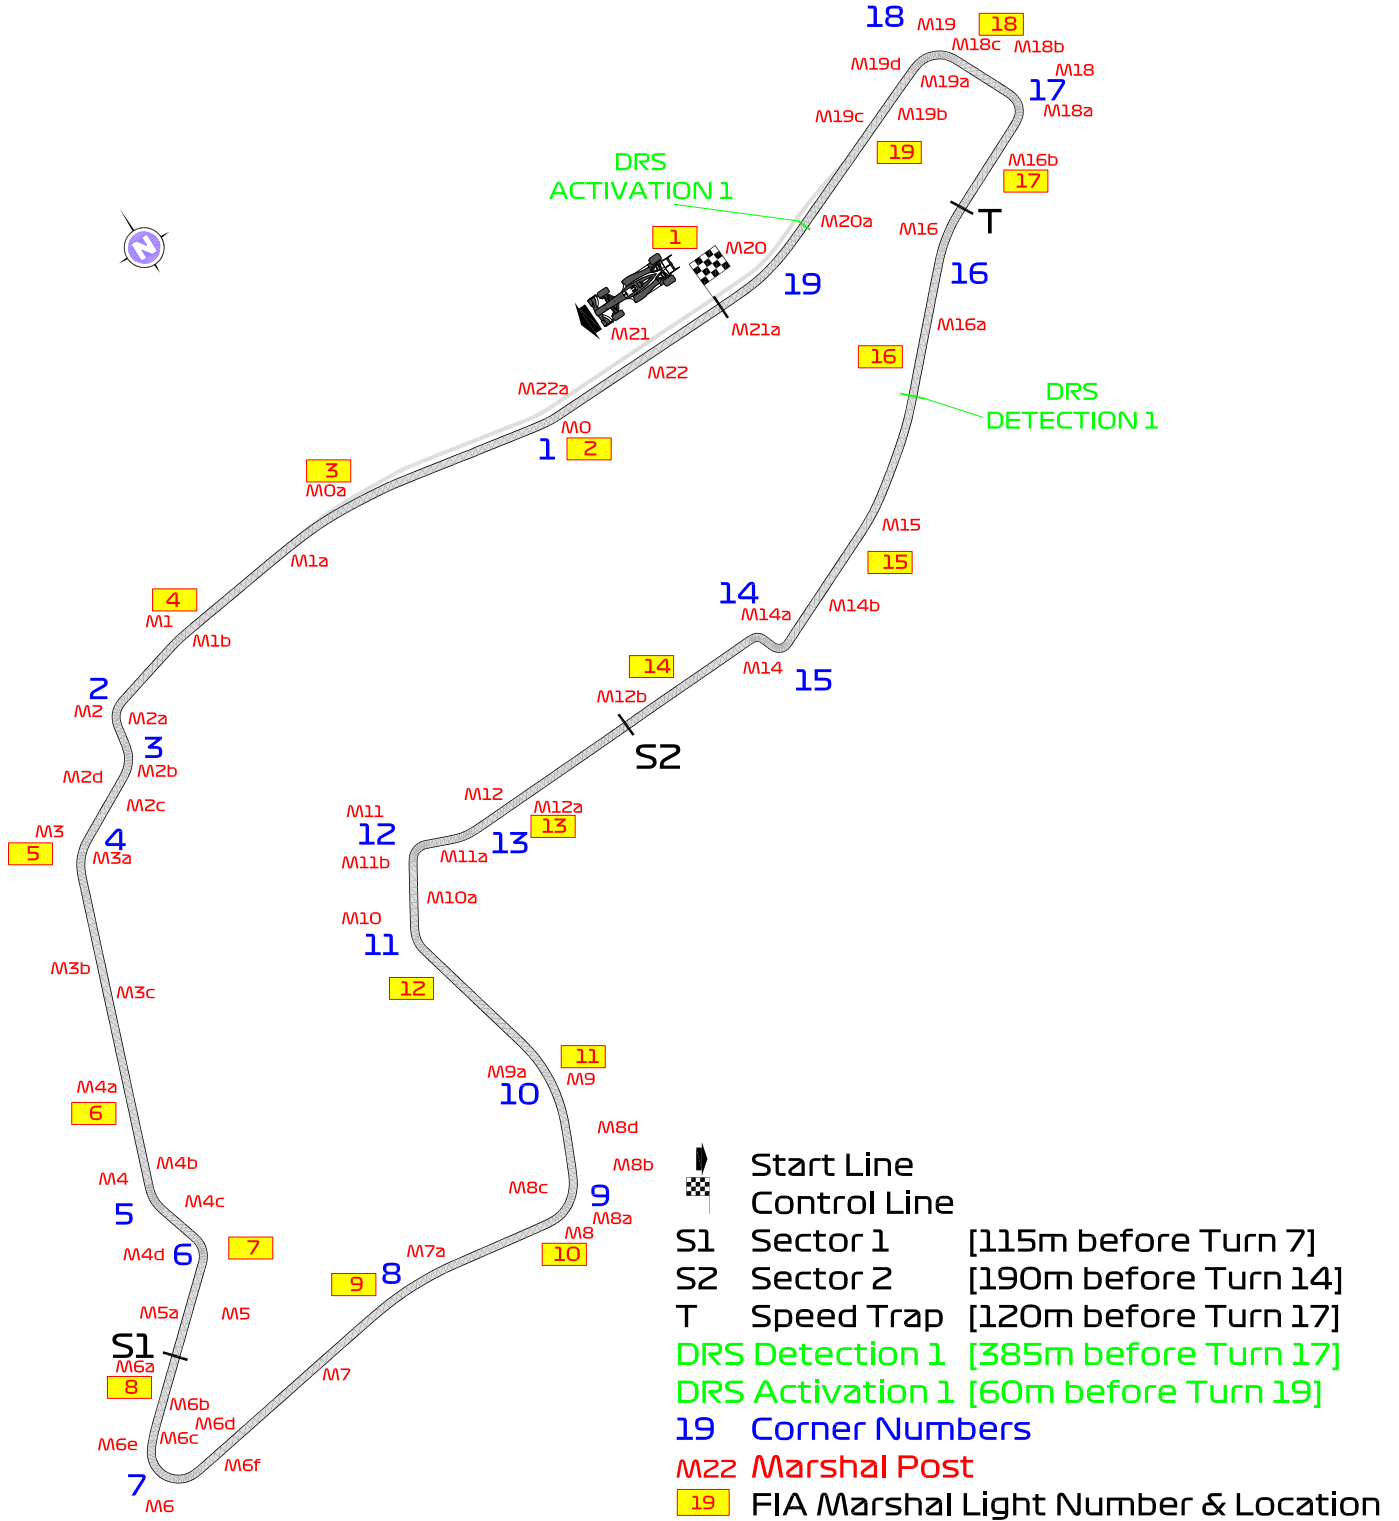 18
M19
18
M18c
M18b
M19d
M18
M19a
17
M18a
M19c
M19b
19
DRS
ACTIVATION 1
M16b
17
M20a
M16
T
1
M20
N
16
19
M21
M21a
M16a
16
M22
M22a
DRS
DETECTION 1
M0
1
2
3
M0a
M15
M1a
15
4
14
M14a
M14b
M1
M1b
14
M14
15
2
M12b
M2
M2a
3
S2
M2d
M2b
M12
M2c
M11
M12a
M3
12
13
13
4
5
M3a
M11b
M11a
M10a
M10
11
M3b
12
M3c
11
M9a
M9
M4a
10
6
M8d
M4b
M8b
M4
M8c
9
M4c
5
M8a
M8
M4d
6
7
M7a
10
8
9
M5a
M5
S1
M6a
M7
8
M6b
M6d
M6c
M6e
M6f
7
M6
Start Line
Control Line
S1 Sector 1 [115m before Turn 7]
S2 Sector 2 [190m before Turn 14]
T Speed Trap [120m before Turn 17]
DRS Detection 1 [385m before Turn 17]
DRS Activation 1 [60m before Turn 19]
19 Corner Numbers
M22 Marshal Post
19 FIA Marshal Light Number & Location